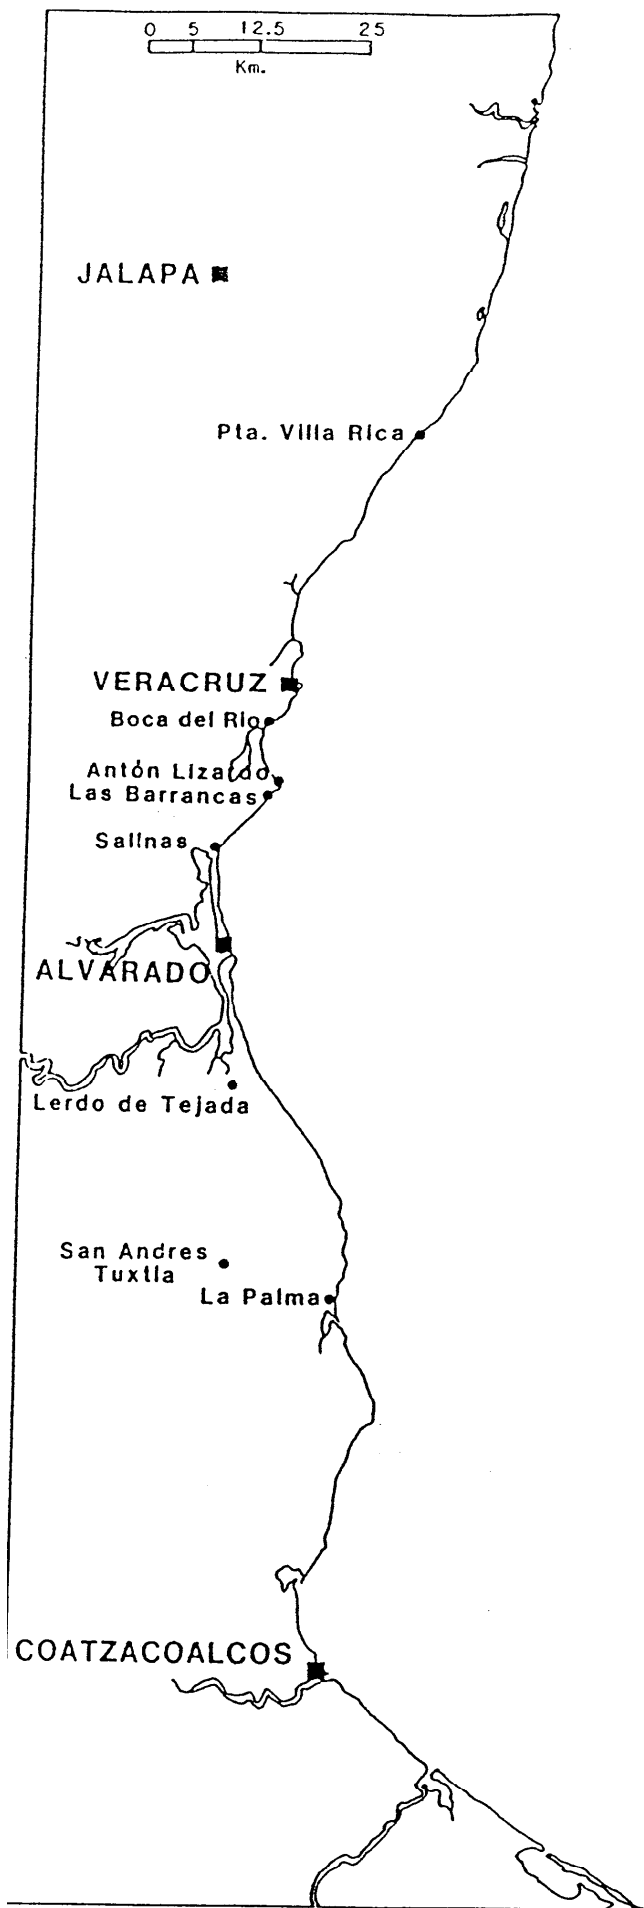 0 5 12.5 25
Km.
JALAPA
Pta. Villa Rica
VERACRUZ
Boca del Rio
Antón Lizardo
Las Barrancas
Salinas
ALVARADO
Lerdo de Tejada
San Andres
Tuxtla
La Palma
COATZACOALCOS